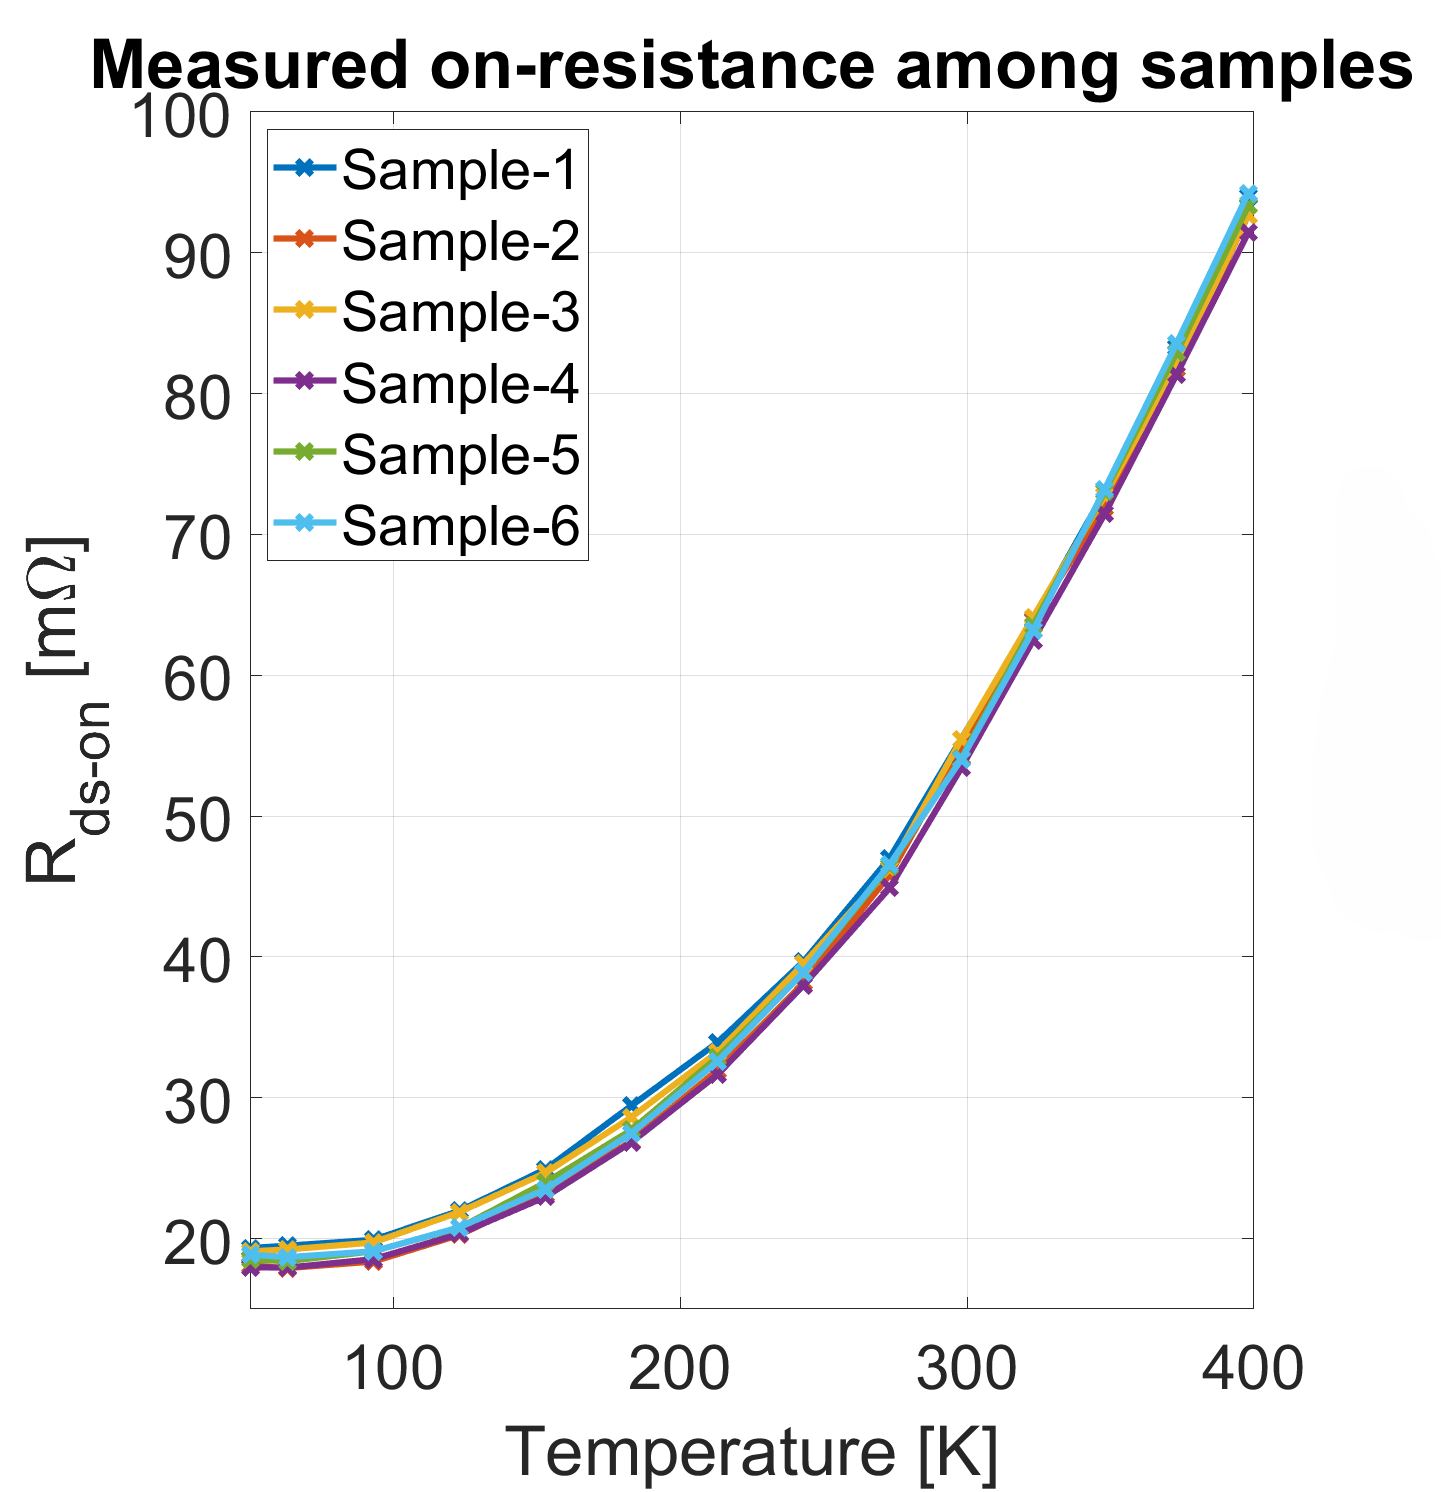 Measured on-resistance among samples
100
90
80
70
60
50
40
30
20
Sample-1
Sample-2
Sample-3
Sample-4
Sample-5
Sample-6
Rds-on [mΩ]
100 200 300 400
Temperature [K]